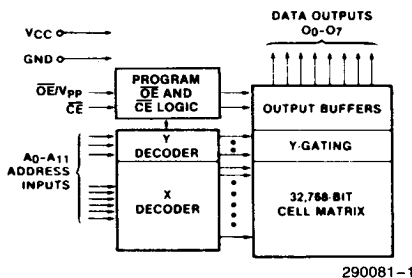 DATA OUTPUTS
O0-O7
VCC
GND
OE/VPP
CE
PROGRAM
OE AND
CE LOGIC
OUTPUT BUFFERS
Y
DECODER
Y-GATING
A0-A11
ADDRESS
INPUTS
X
DECODER
32,768-BIT
CELL MATRIX
290081-1